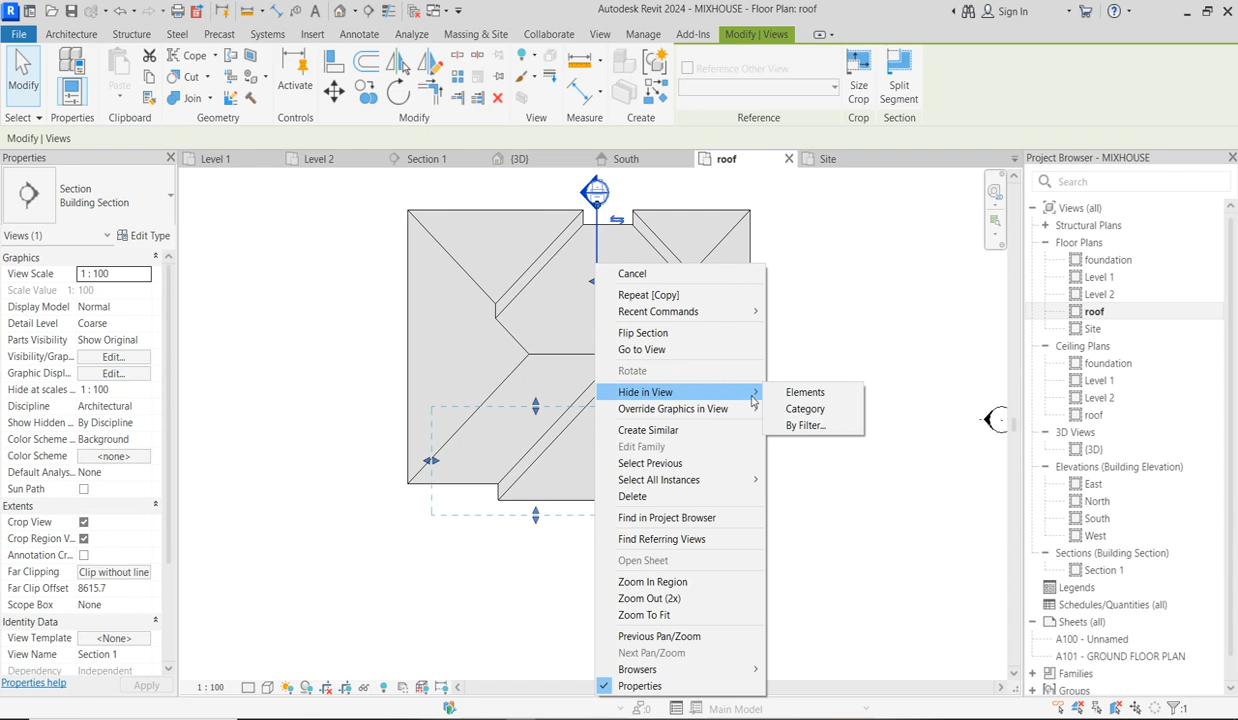 Autodesk Revit 2024 - MIXHOUSE - Floor Plan: roof
Sign In
File Architecture Structure Steel Precast Systems Insert Annotate Analyze Massing & Site Collaborate View Manage Add-Ins Modify | Views
Modify
Select
Properties
Paste
Cope
Cut
Join
Clipboard
Geometry
Activate
Controls
Modify
View
Measure
Create
Reference Other View
Reference
Size
Crop
Crop
Split
Segment
Section
Modify | Views
Properties
Section
Building Section
Views (1)
Edit Type
Graphics
View Scale 1 : 100
Scale Value 1: 100
Display Model Normal
Detail Level Coarse
Parts Visibility Show Original
Visibility/Grap... Edit...
Graphic Displ... Edit...
Hide at scales ... 1 : 100
Discipline Architectural
Show Hidden ... By Discipline
Color Scheme ... Background
Color Scheme <none>
Default Analys... None
Sun Path
Extents
Crop View
Crop Region V...
Annotation Cr...
Far Clipping Clip without line
Far Clip Offset 8615.7
Scope Box None
Identity Data
View Template <None>
View Name Section 1
Dependency Independent
Properties help
Apply
Level 1
Level 2
Section 1
{3D}
South
roof
Site
Cancel
Repeat [Copy]
Recent Commands
Flip Section
Go to View
Rotate
Hide in View
Override Graphics in View
Create Similar
Edit Family
Select Previous
Select All Instances
Delete
Find in Project Browser
Find Referring Views
Open Sheet
Zoom In Region
Zoom Out (2x)
Zoom To Fit
Previous Pan/Zoom
Next Pan/Zoom
Browsers
Properties
Elements
Category
By Filter...
Project Browser - MIXHOUSE
Search
Views (all)
Structural Plans
Floor Plans
foundation
Level 1
Level 2
roof
Site
Ceiling Plans
foundation
Level 1
Level 2
roof
3D Views
{3D}
Elevations (Building Elevation)
East
North
South
West
Sections (Building Section)
Section 1
Legends
Schedules/Quantities (all)
Sheets (all)
A100 - Unnamed
A101 - GROUND FLOOR PLAN
Families
Groups
1 : 100
:0
Main Model
:1